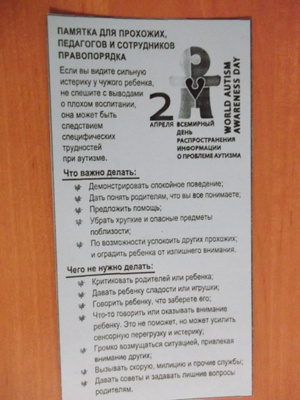 ПАМЯТКА ДЛЯ ПРОХОЖИХ,
ПЕДАГОГОВ И СОТРУДНИКОВ
ПРАВОПОРЯДКА
Если вы видите сильную
истерику у чужого ребенка,
не спешите с выводами
о плохом воспитании,
она может быть
следствием
специфических
трудностей
при аутизме.
2
АПРЕЛЯ
ВСЕМИРНЫЙ
ДЕНЬ
РАСПРОСТРАНЕНИЯ
ИНФОРМАЦИИ
О ПРОБЛЕМЕ АУТИЗМА
WORLD AUTISM
AWARENESS DAY
Что важно делать:
Демонстрировать спокойное поведение;
Дать понять родителям, что вы все понимаете;
Предложить помощь;
Убрать хрупкие и опасные предметы
поблизости;
По возможности успокоить других прохожих;
и оградить ребенка от излишнего внимания.
Чего не нужно делать:
Критиковать родителей или ребенка;
Давать ребенку сладости или игрушки;
Говорить ребенку, что заберете его;
Что-то говорить или оказывать внимание
ребенку. Это не поможет, но может усилить
сенсорную перегрузку и истерику;
Громко возмущаться ситуацией, привлекая
внимание других;
Вызывать скорую, милицию и прочие службы;
Давать советы и задавать лишние вопросы
родителям.